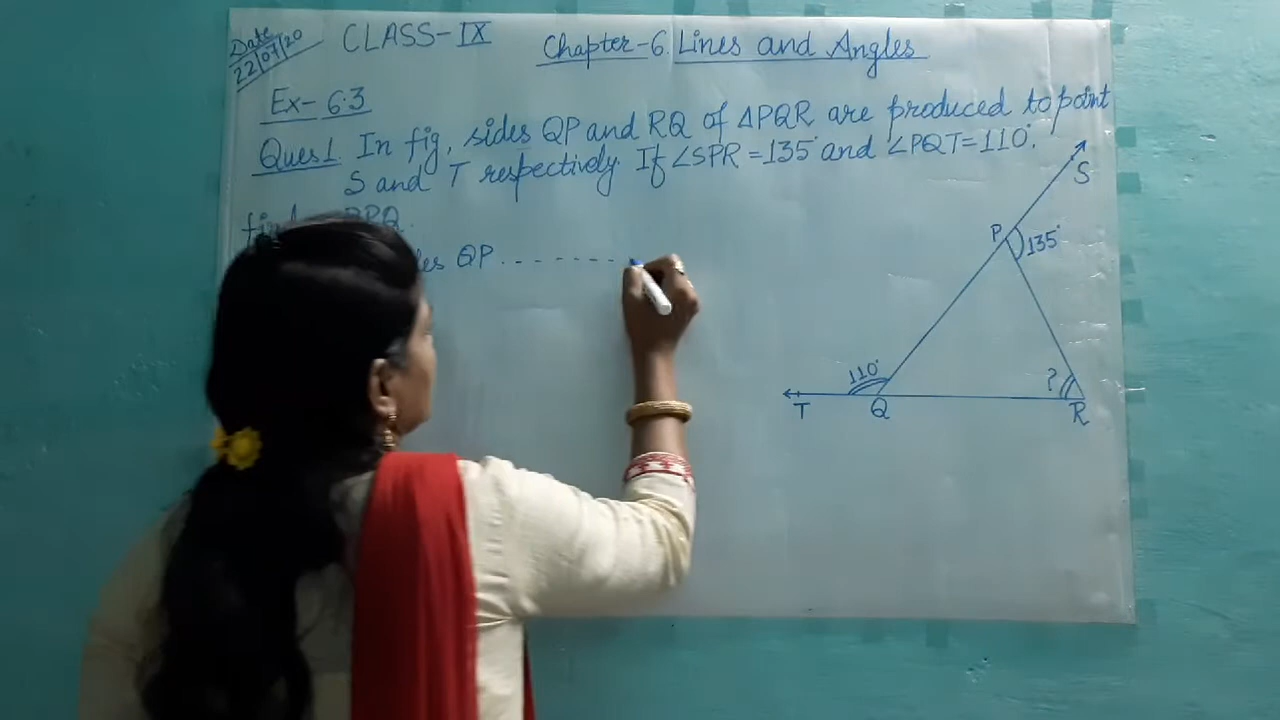 Date
22/07/20
CLASS-IX
Chapter-6. Lines and Angles
Ex- 6.3
Ques1. In fig, sides QP and RQ of ΔPQR are produced to point
S and T respectively. If ∠SPR =135° and ∠PQT=110°.
PRQ.
QP .--------
S
P
135°
110°
?
T
Q
R